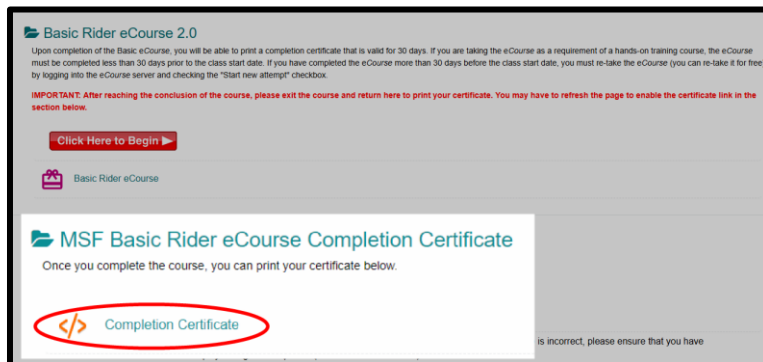 Basic Rider eCourse 2.0
Upon completion of the Basic eCourse, you will be able to print a completion certificate that is valid for 30 days. If you are taking the eCourse as a requirement of a hands-on training course, the eCourse
must be completed less than 30 days prior to the class start date. If you have completed the eCourse more than 30 days before the class start date, you must re-take the eCourse (you can re-take it for free
by logging into the eCourse server and checking the "Start new attempt" checkbox.
IMPORTANT: After reaching the conclusion of the course, please exit the course and return here to print your certificate. You may have to refresh the page to enable the certificate link in the
section below.
Click Here to Begin
Basic Rider eCourse
MSF Basic Rider eCourse Completion Certificate
Once you complete the course, you can print your certificate below.
</> Completion Certificate
is incorrect, please ensure that you have